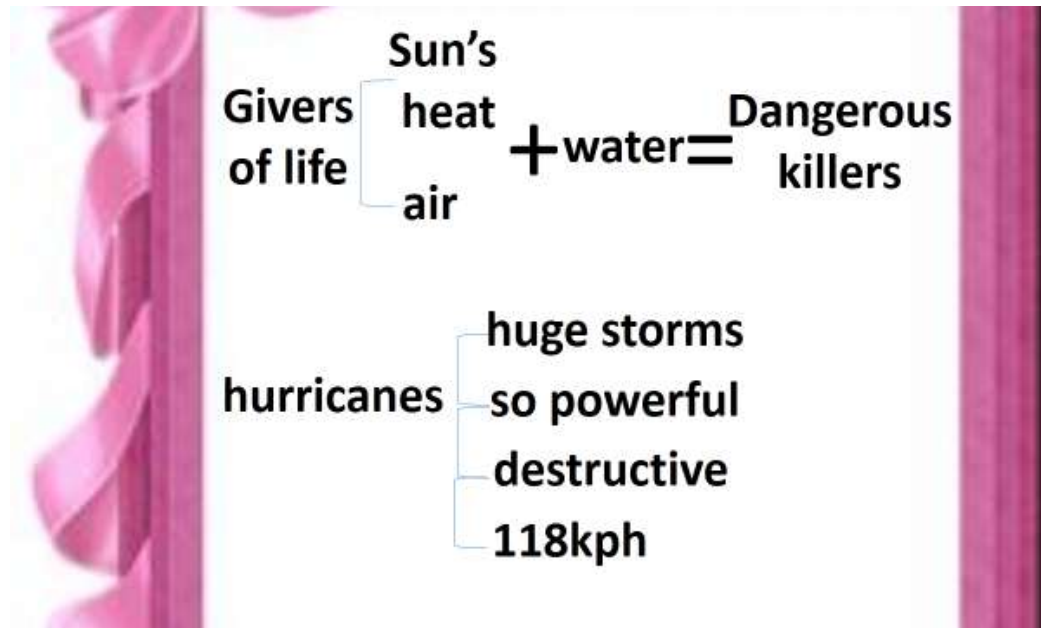 Sun’s
Givers heat Dangerous
+ water =
of life killers
air
huge storms
hurricanes so powerful
destructive
118kph